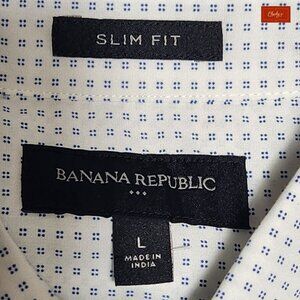 SLIM FIT
BANANA REPUBLIC
L
MADE IN
INDIA